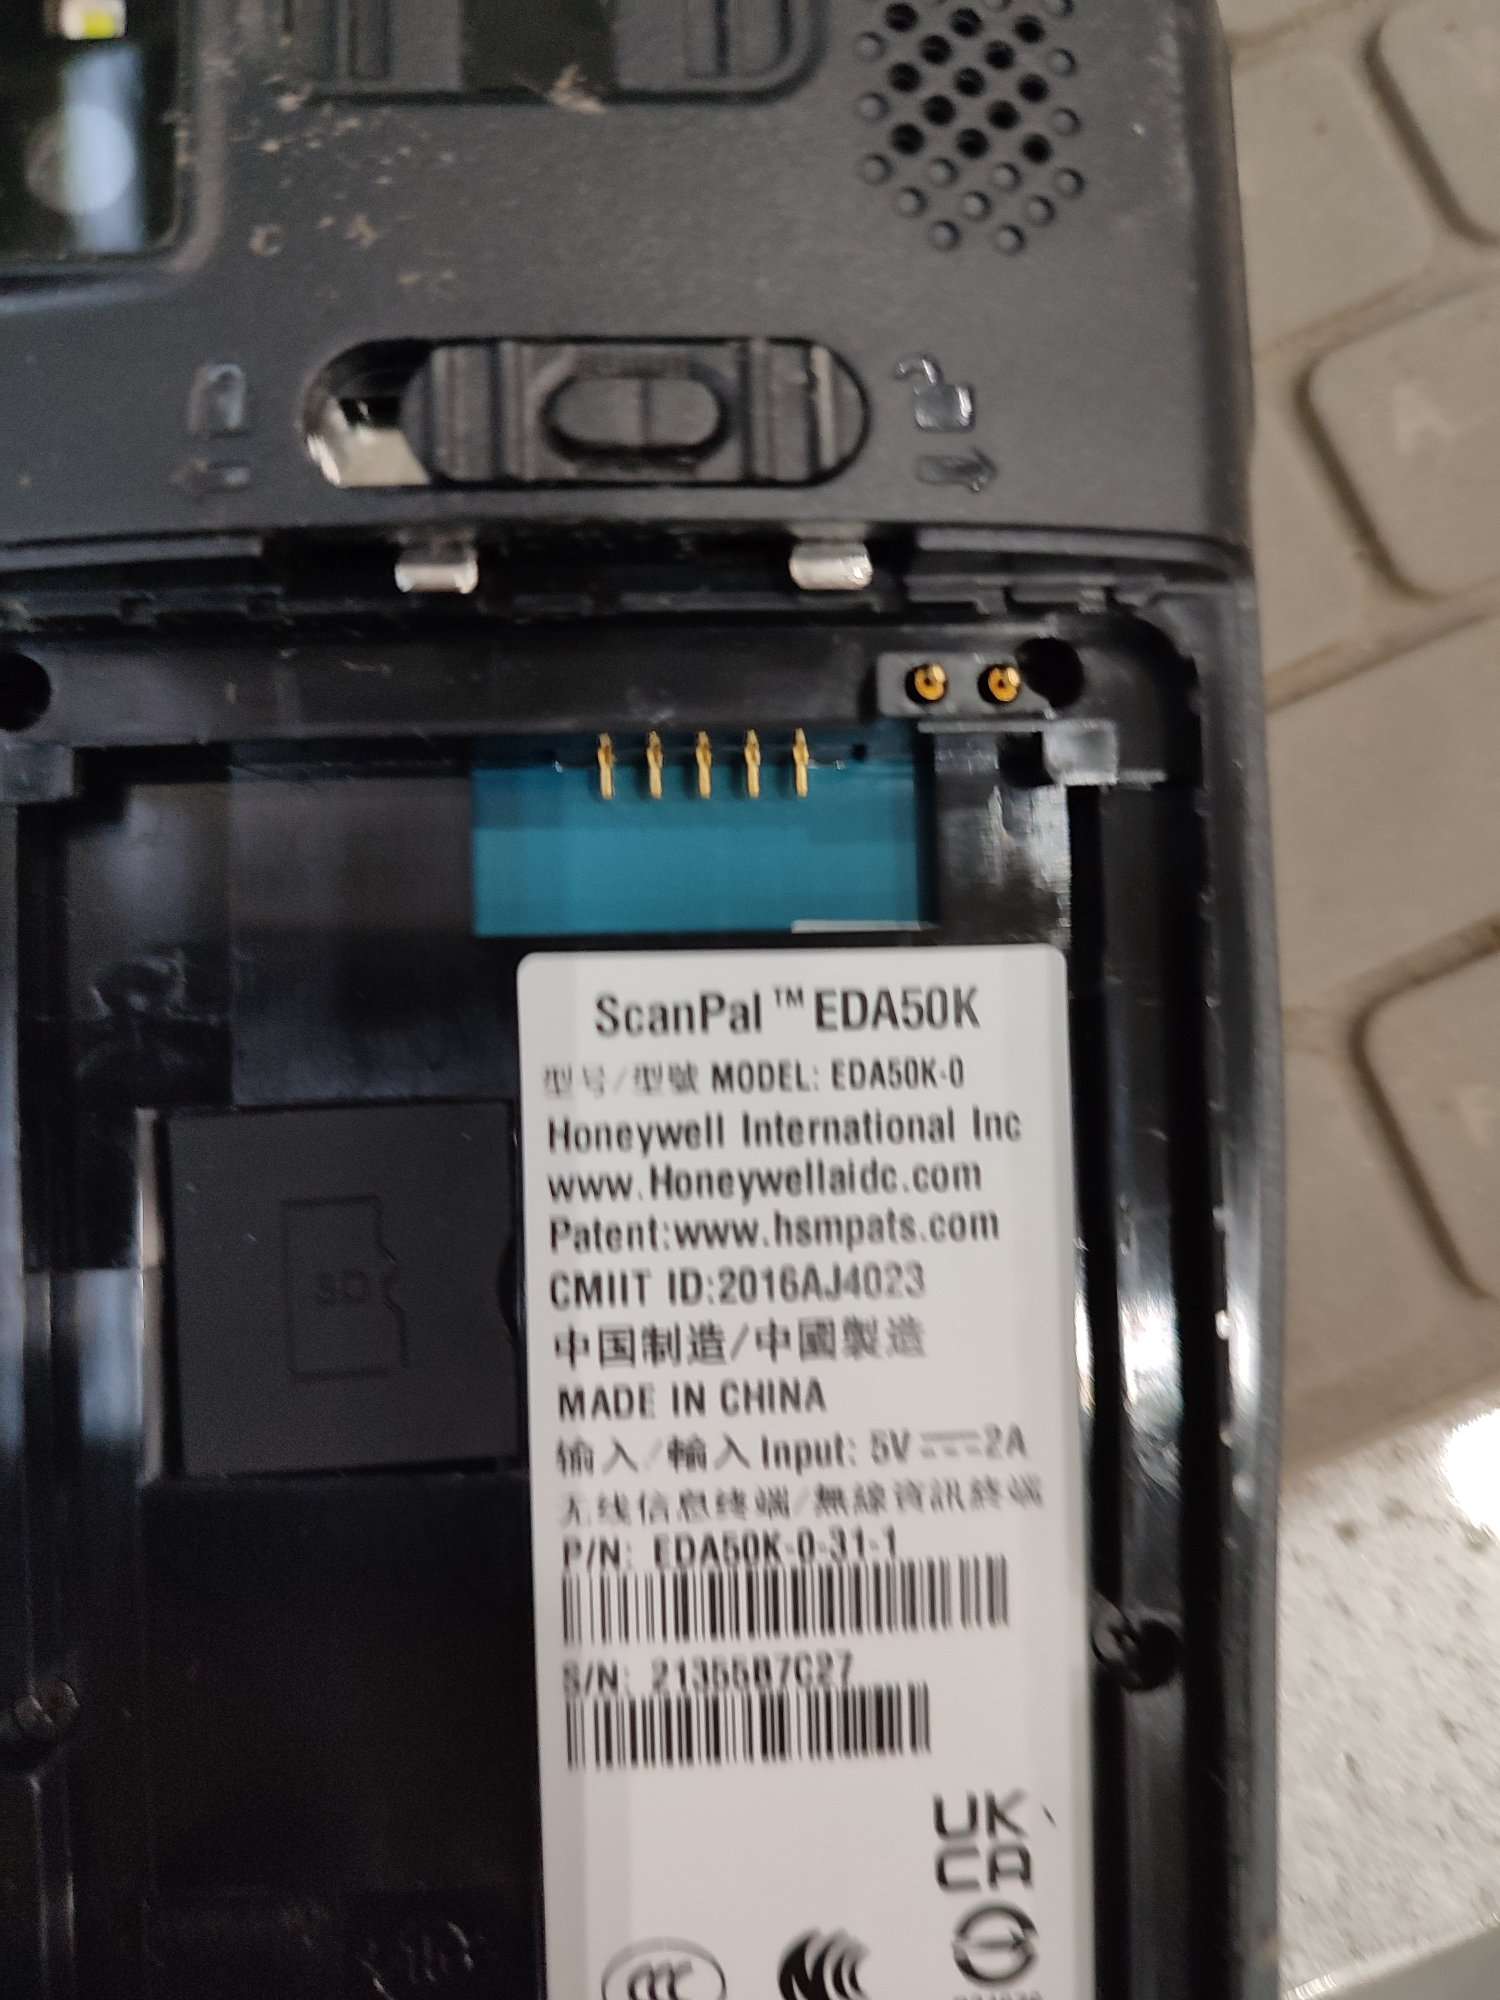 SD
ScanPal™ EDA50K
型号/型號 MODEL: EDA50K-0
Honeywell International Inc
www.Honeywellaidc.com
Patent:www.hsmpats.com
CMIIT ID:2016AJ4023
中国制造/中國製造
MADE IN CHINA
输入/輸入 Input: 5V⎓2A
无线信息终端/無線資訊終端
P/N: EDA50K-0-31-1
S/N: 21355B7C27
UK
CA
CCC